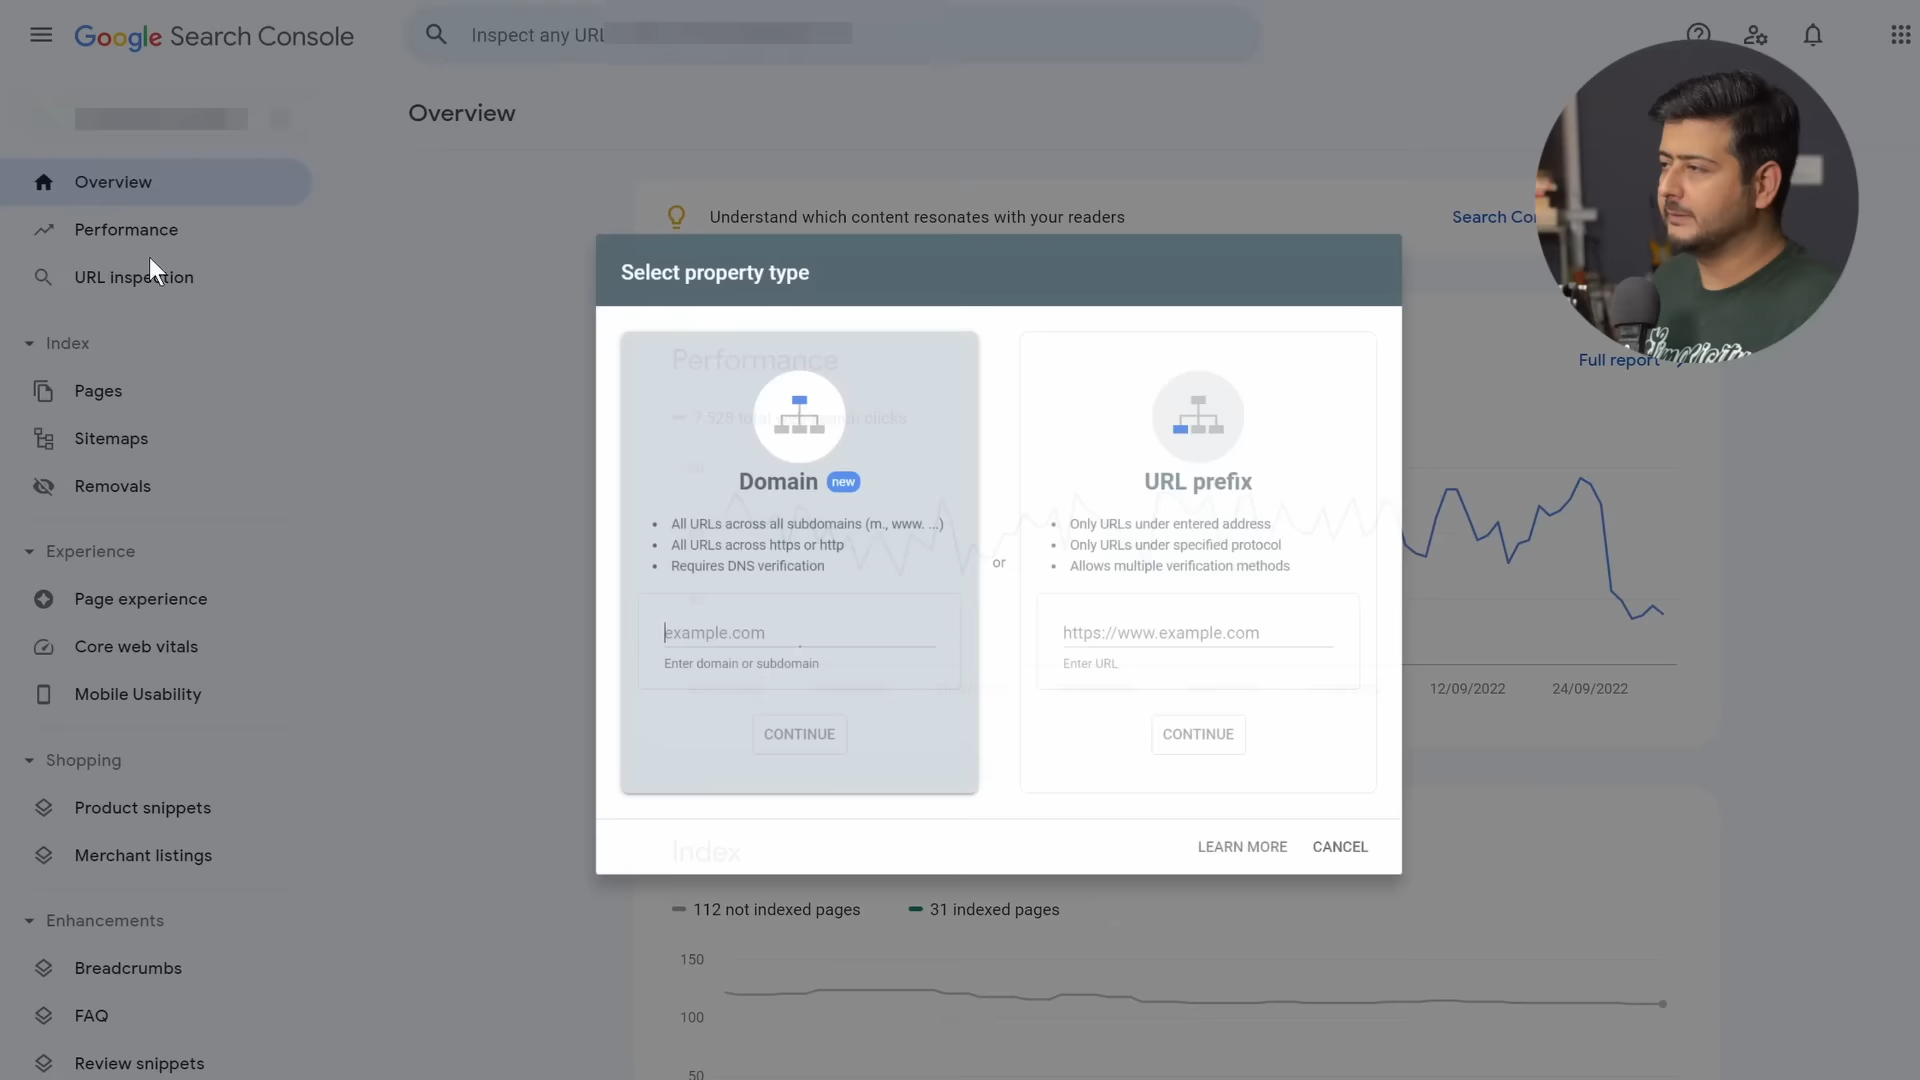 Google Search Console
Inspect any URL
Overview
Overview
Performance
URL inspection
Index
Pages
Sitemaps
Removals
Experience
Page experience
Core web vitals
Mobile Usability
Shopping
Product snippets
Merchant listings
Enhancements
Breadcrumbs
FAQ
Review snippets
Understand which content resonates with your readers
Search Co
Full report
Select property type
Performance
Domain new
• All URLs across all subdomains (m., www. ...)
• All URLs across https or http
• Requires DNS verification
example.com
Enter domain or subdomain
CONTINUE
or
URL prefix
• Only URLs under entered address
• Only URLs under specified protocol
• Allows multiple verification methods
https://www.example.com
Enter URL
CONTINUE
12/09/2022 24/09/2022
LEARN MORE CANCEL
Index
112 not indexed pages 31 indexed pages
150
100
50